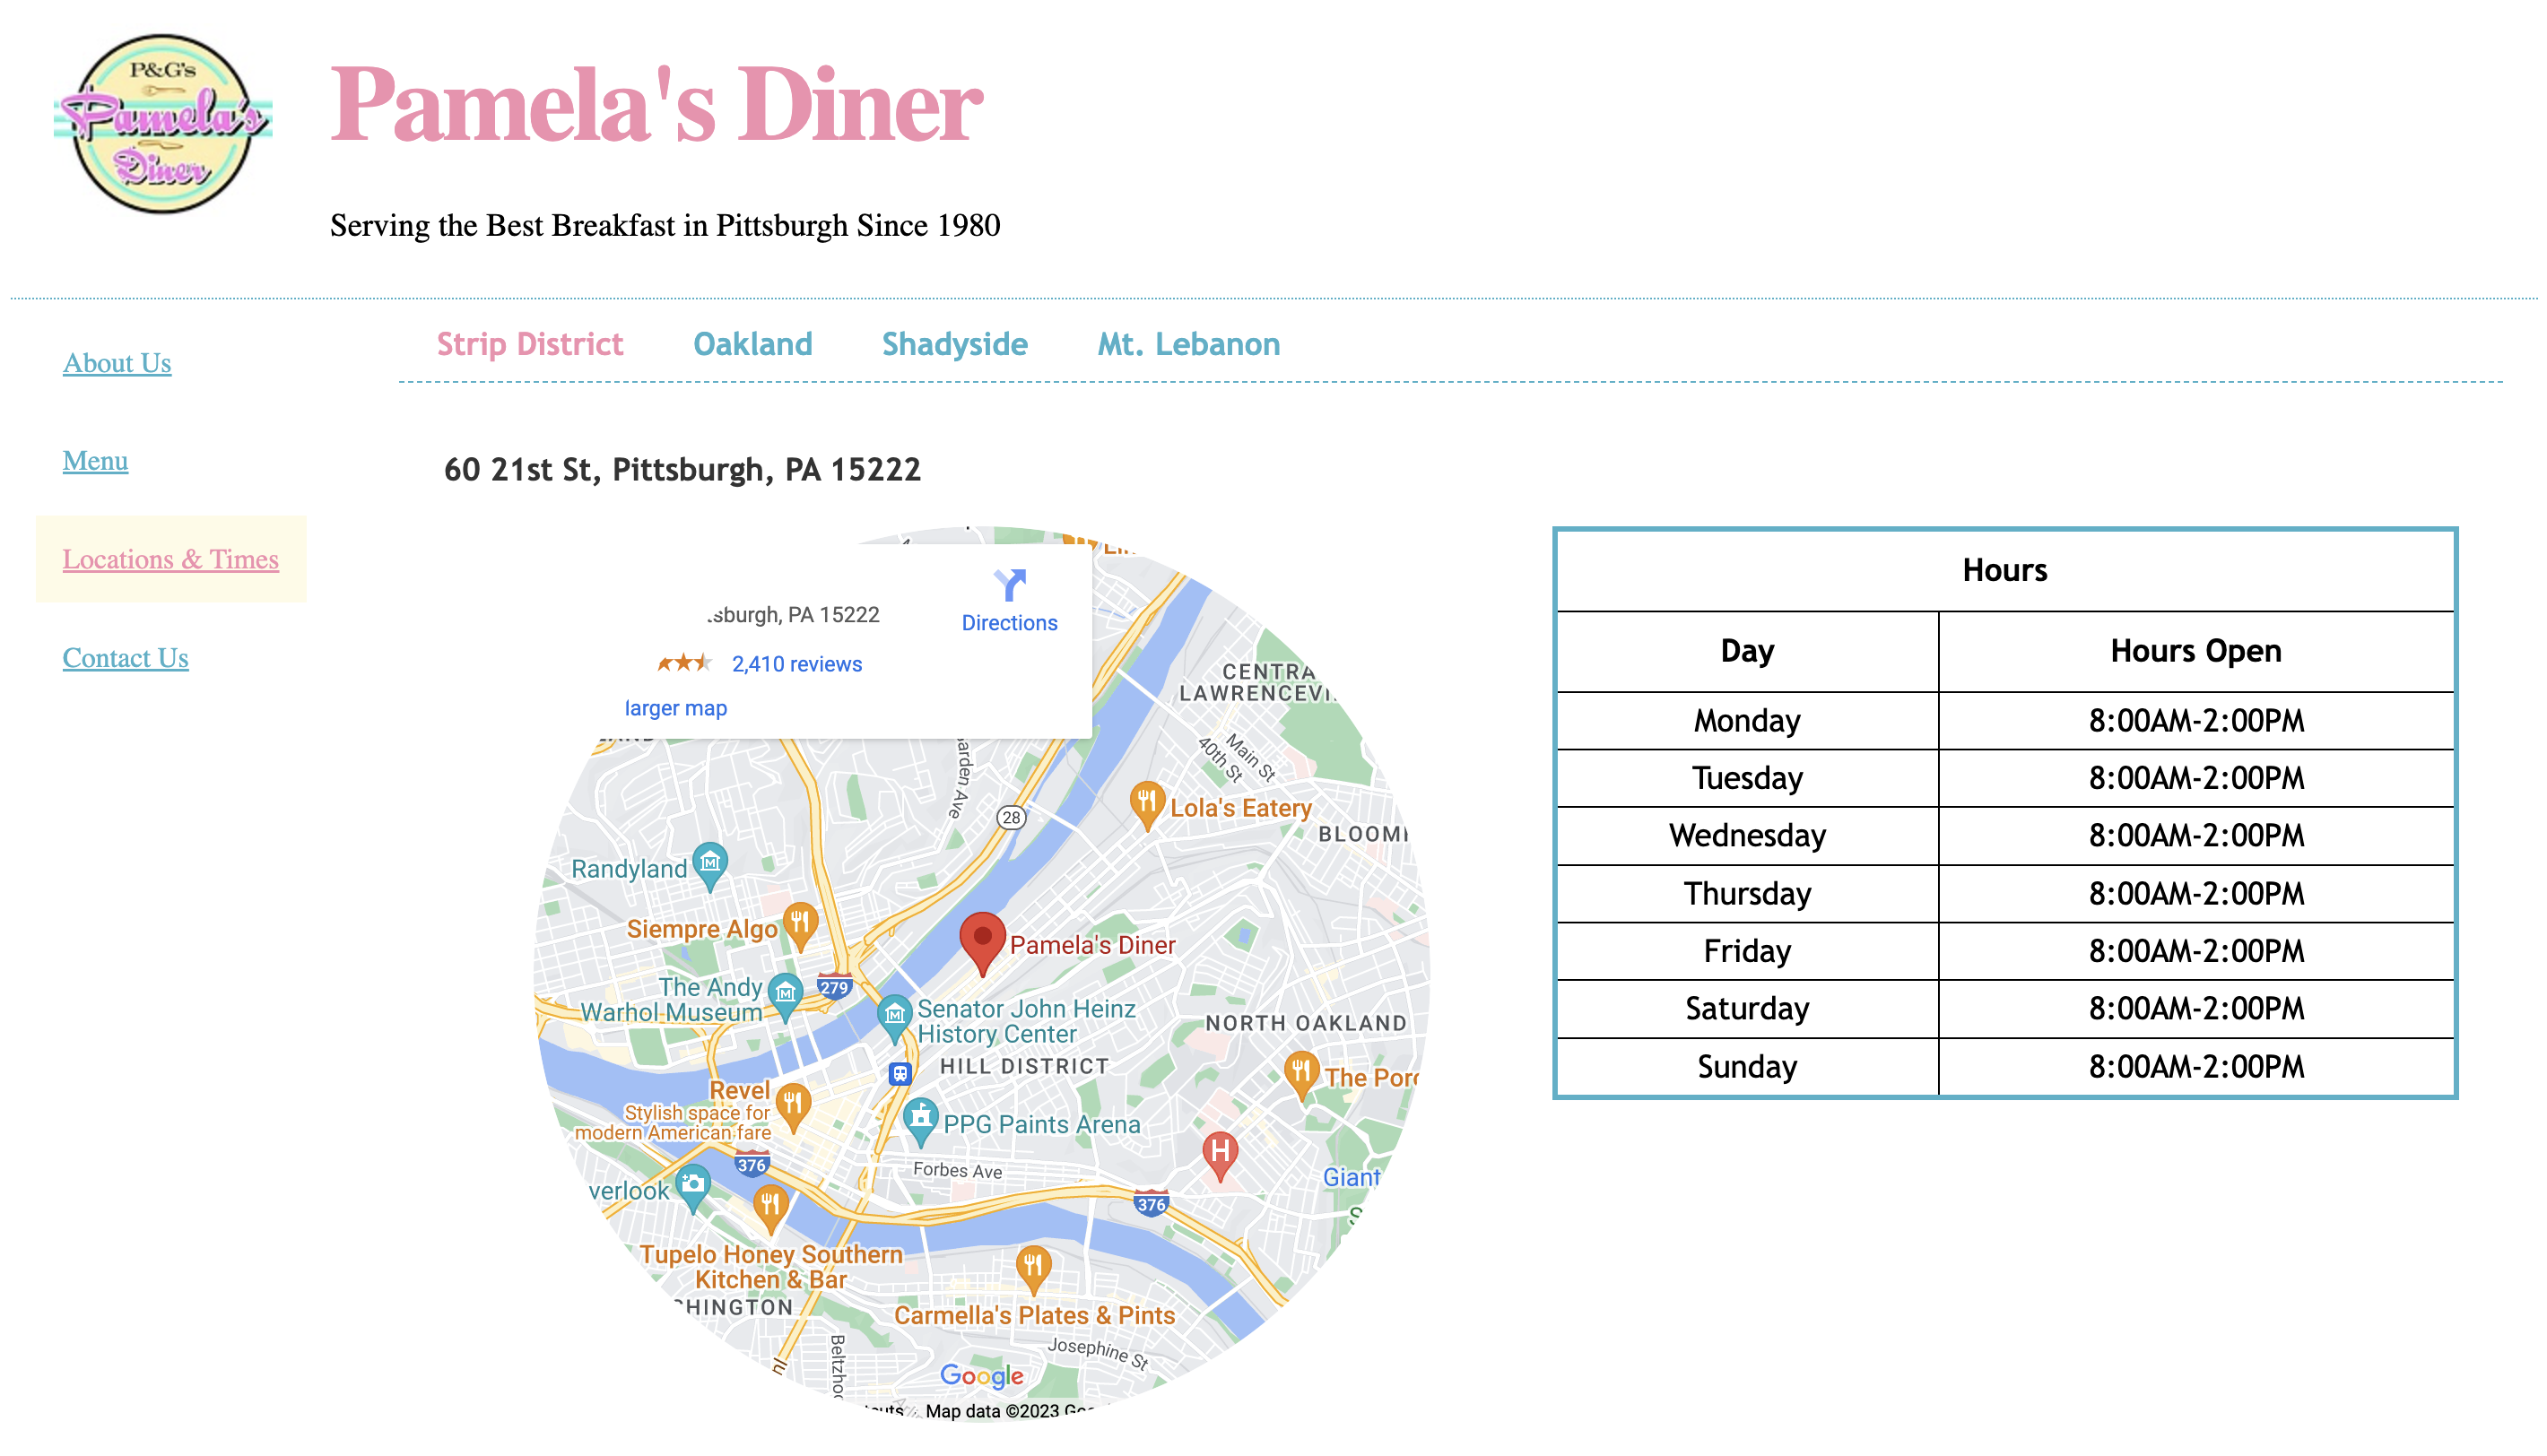 P&G's
Pamela's
Diner
Pamela's Diner
Serving the Best Breakfast in Pittsburgh Since 1980
About Us
Menu
Locations & Times
Contact Us
Strip District Oakland Shadyside Mt. Lebanon
60 21st St, Pittsburgh, PA 15222
sburgh, PA 15222
Directions
2,410 reviews
larger map
CENTRA
LAWRENCEVI
Main St
40th St
arden Ave
28
Lola's Eatery
BLOOMI
Randyland
Siempre Algo
Pamela's Diner
The Andy
Warhol Museum
279
Senator John Heinz
History Center
NORTH OAKLAND
HILL DISTRICT
The Porc
Revel
Stylish space for
modern American fare
PPG Paints Arena
H
376
Forbes Ave
Giant
verlook
376
Tupelo Honey Southern
Kitchen & Bar
HINGTON
Carmella's Plates & Pints
Beltzhoo
Josephine St
Google
Map data ©2023
Hours
Day Hours Open
Monday 8:00AM-2:00PM
Tuesday 8:00AM-2:00PM
Wednesday 8:00AM-2:00PM
Thursday 8:00AM-2:00PM
Friday 8:00AM-2:00PM
Saturday 8:00AM-2:00PM
Sunday 8:00AM-2:00PM